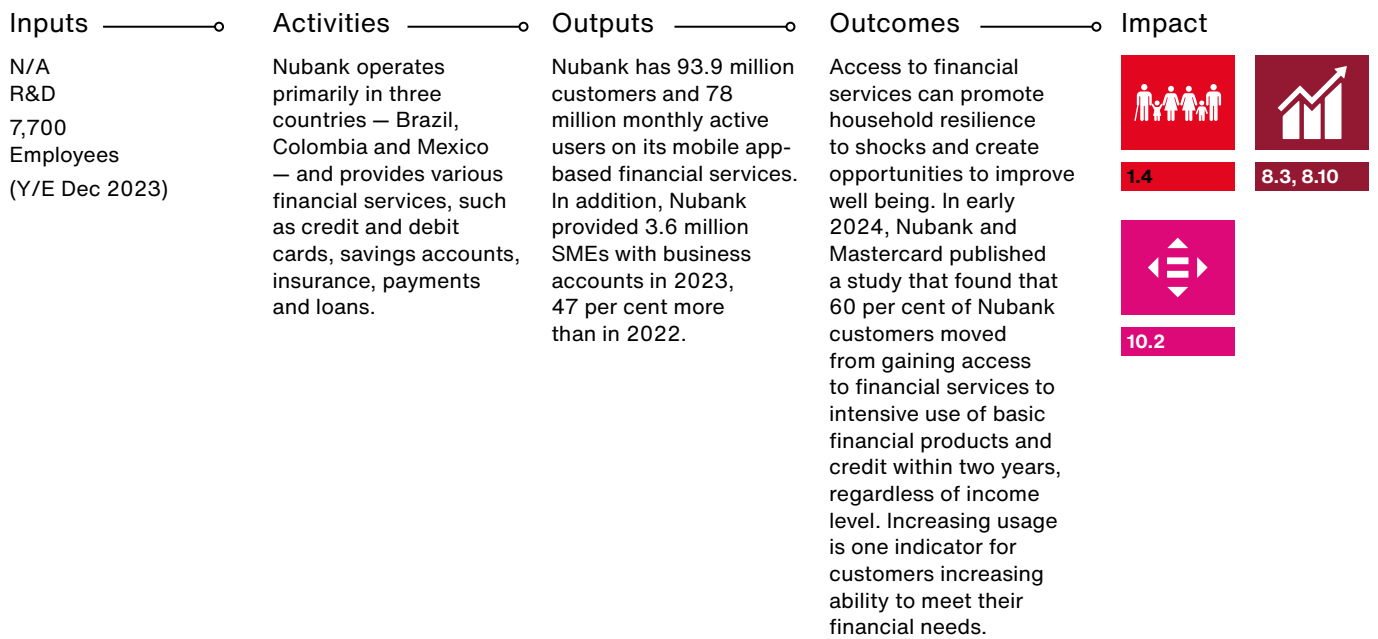 Inputs
N/A
R&D
7,700
Employees
(Y/E Dec 2023)
Activities
Nubank operates
primarily in three
countries — Brazil,
Colombia and Mexico
— and provides various
financial services, such
as credit and debit
cards, savings accounts,
insurance, payments
and loans.
Outputs
Nubank has 93.9 million
customers and 78
million monthly active
users on its mobile app-
based financial services.
In addition, Nubank
provided 3.6 million
SMEs with business
accounts in 2023,
47 per cent more
than in 2022.
Outcomes
Access to financial
services can promote
household resilience
to shocks and create
opportunities to improve
well being. In early
2024, Nubank and
Mastercard published
a study that found that
60 per cent of Nubank
customers moved
from gaining access
to financial services to
intensive use of basic
financial products and
credit within two years,
regardless of income
level. Increasing usage
is one indicator for
customers increasing
ability to meet their
financial needs.
Impact
1.4
8.3, 8.10
10.2